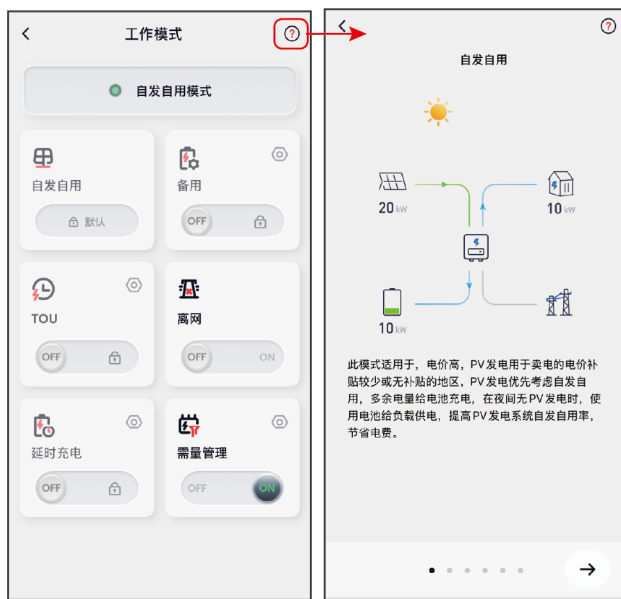 工作模式
自发自用模式
自发自用
默认
备用
OFF
TOU
OFF
离网
OFF ON
延时充电
OFF
需量管理
OFF ON
自发自用
20 kW
10 kW
10 kW
此模式适用于，电价高，PV发电用于卖电的电价补
贴较少或无补贴的地区，PV发电优先考虑自发自
用，多余电量给电池充电，在夜间无PV发电时，使
用电池给负载供电，提高PV发电系统自发自用率，
节省电费。